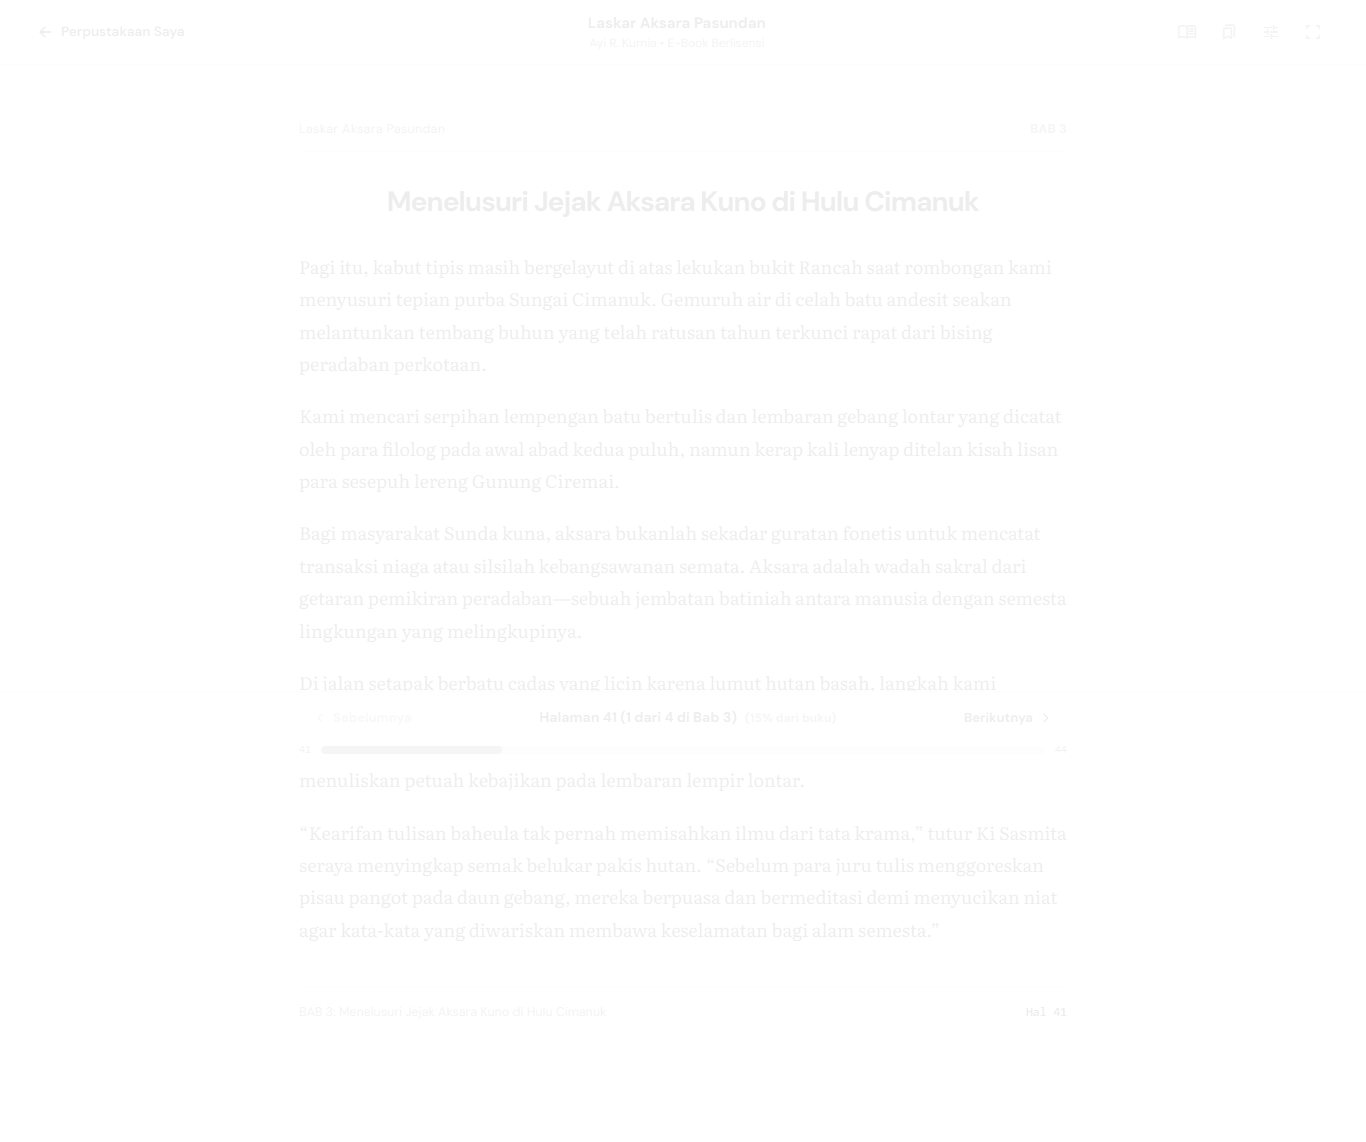 Perpustakaan Saya
Laskar Aksara Pasundan
Ayi R. Kurnia • E-Book Berlisensi
Laskar Aksara Pasundan
BAB 3
Menelusuri Jejak Aksara Kuno di Hulu Cimanuk
Pagi itu, kabut tipis masih bergelayut di atas lekukan bukit Rancah saat rombongan kami
menyusuri tepian purba Sungai Cimanuk. Gemuruh air di celah batu andesit seakan
melantunkan tembang buhun yang telah ratusan tahun terkunci rapat dari bising
peradaban perkotaan.
Kami mencari serpihan lempengan batu bertulis dan lembaran gebang lontar yang dicatat
oleh para filolog pada awal abad kedua puluh, namun kerap kali lenyap ditelan kisah lisan
para sesepuh lereng Gunung Ciremai.
Bagi masyarakat Sunda kuna, aksara bukanlah sekadar guratan fonetis untuk mencatat
transaksi niaga atau silsilah kebangsawanan semata. Aksara adalah wadah sakral dari
getaran pemikiran peradaban—sebuah jembatan batiniah antara manusia dengan semesta
lingkungan yang melingkupinya.
Di jalan setapak berbatu cadas yang licin karena lumut hutan basah, langkah kami
Sebelumnya
Halaman 41 (1 dari 4 di Bab 3) (15% dari buku)
Berikutnya
41
44
menuliskan petuah kebajikan pada lembaran lempir lontar.
“Kearifan tulisan baheula tak pernah memisahkan ilmu dari tata krama,” tutur Ki Sasmita
seraya menyingkap semak belukar pakis hutan. “Sebelum para juru tulis menggoreskan
pisau pangot pada daun gebang, mereka berpuasa dan bermeditasi demi menyucikan niat
agar kata-kata yang diwariskan membawa keselamatan bagi alam semesta.”
BAB 3: Menelusuri Jejak Aksara Kuno di Hulu Cimanuk
Hal 41